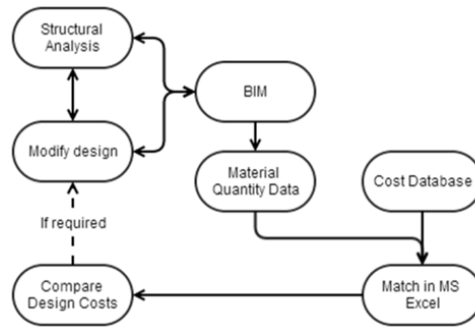 Structural
Analysis
BIM
Modify design
Material
Quantity Data
Cost Database
If required
Compare
Design Costs
Match in MS
Excel